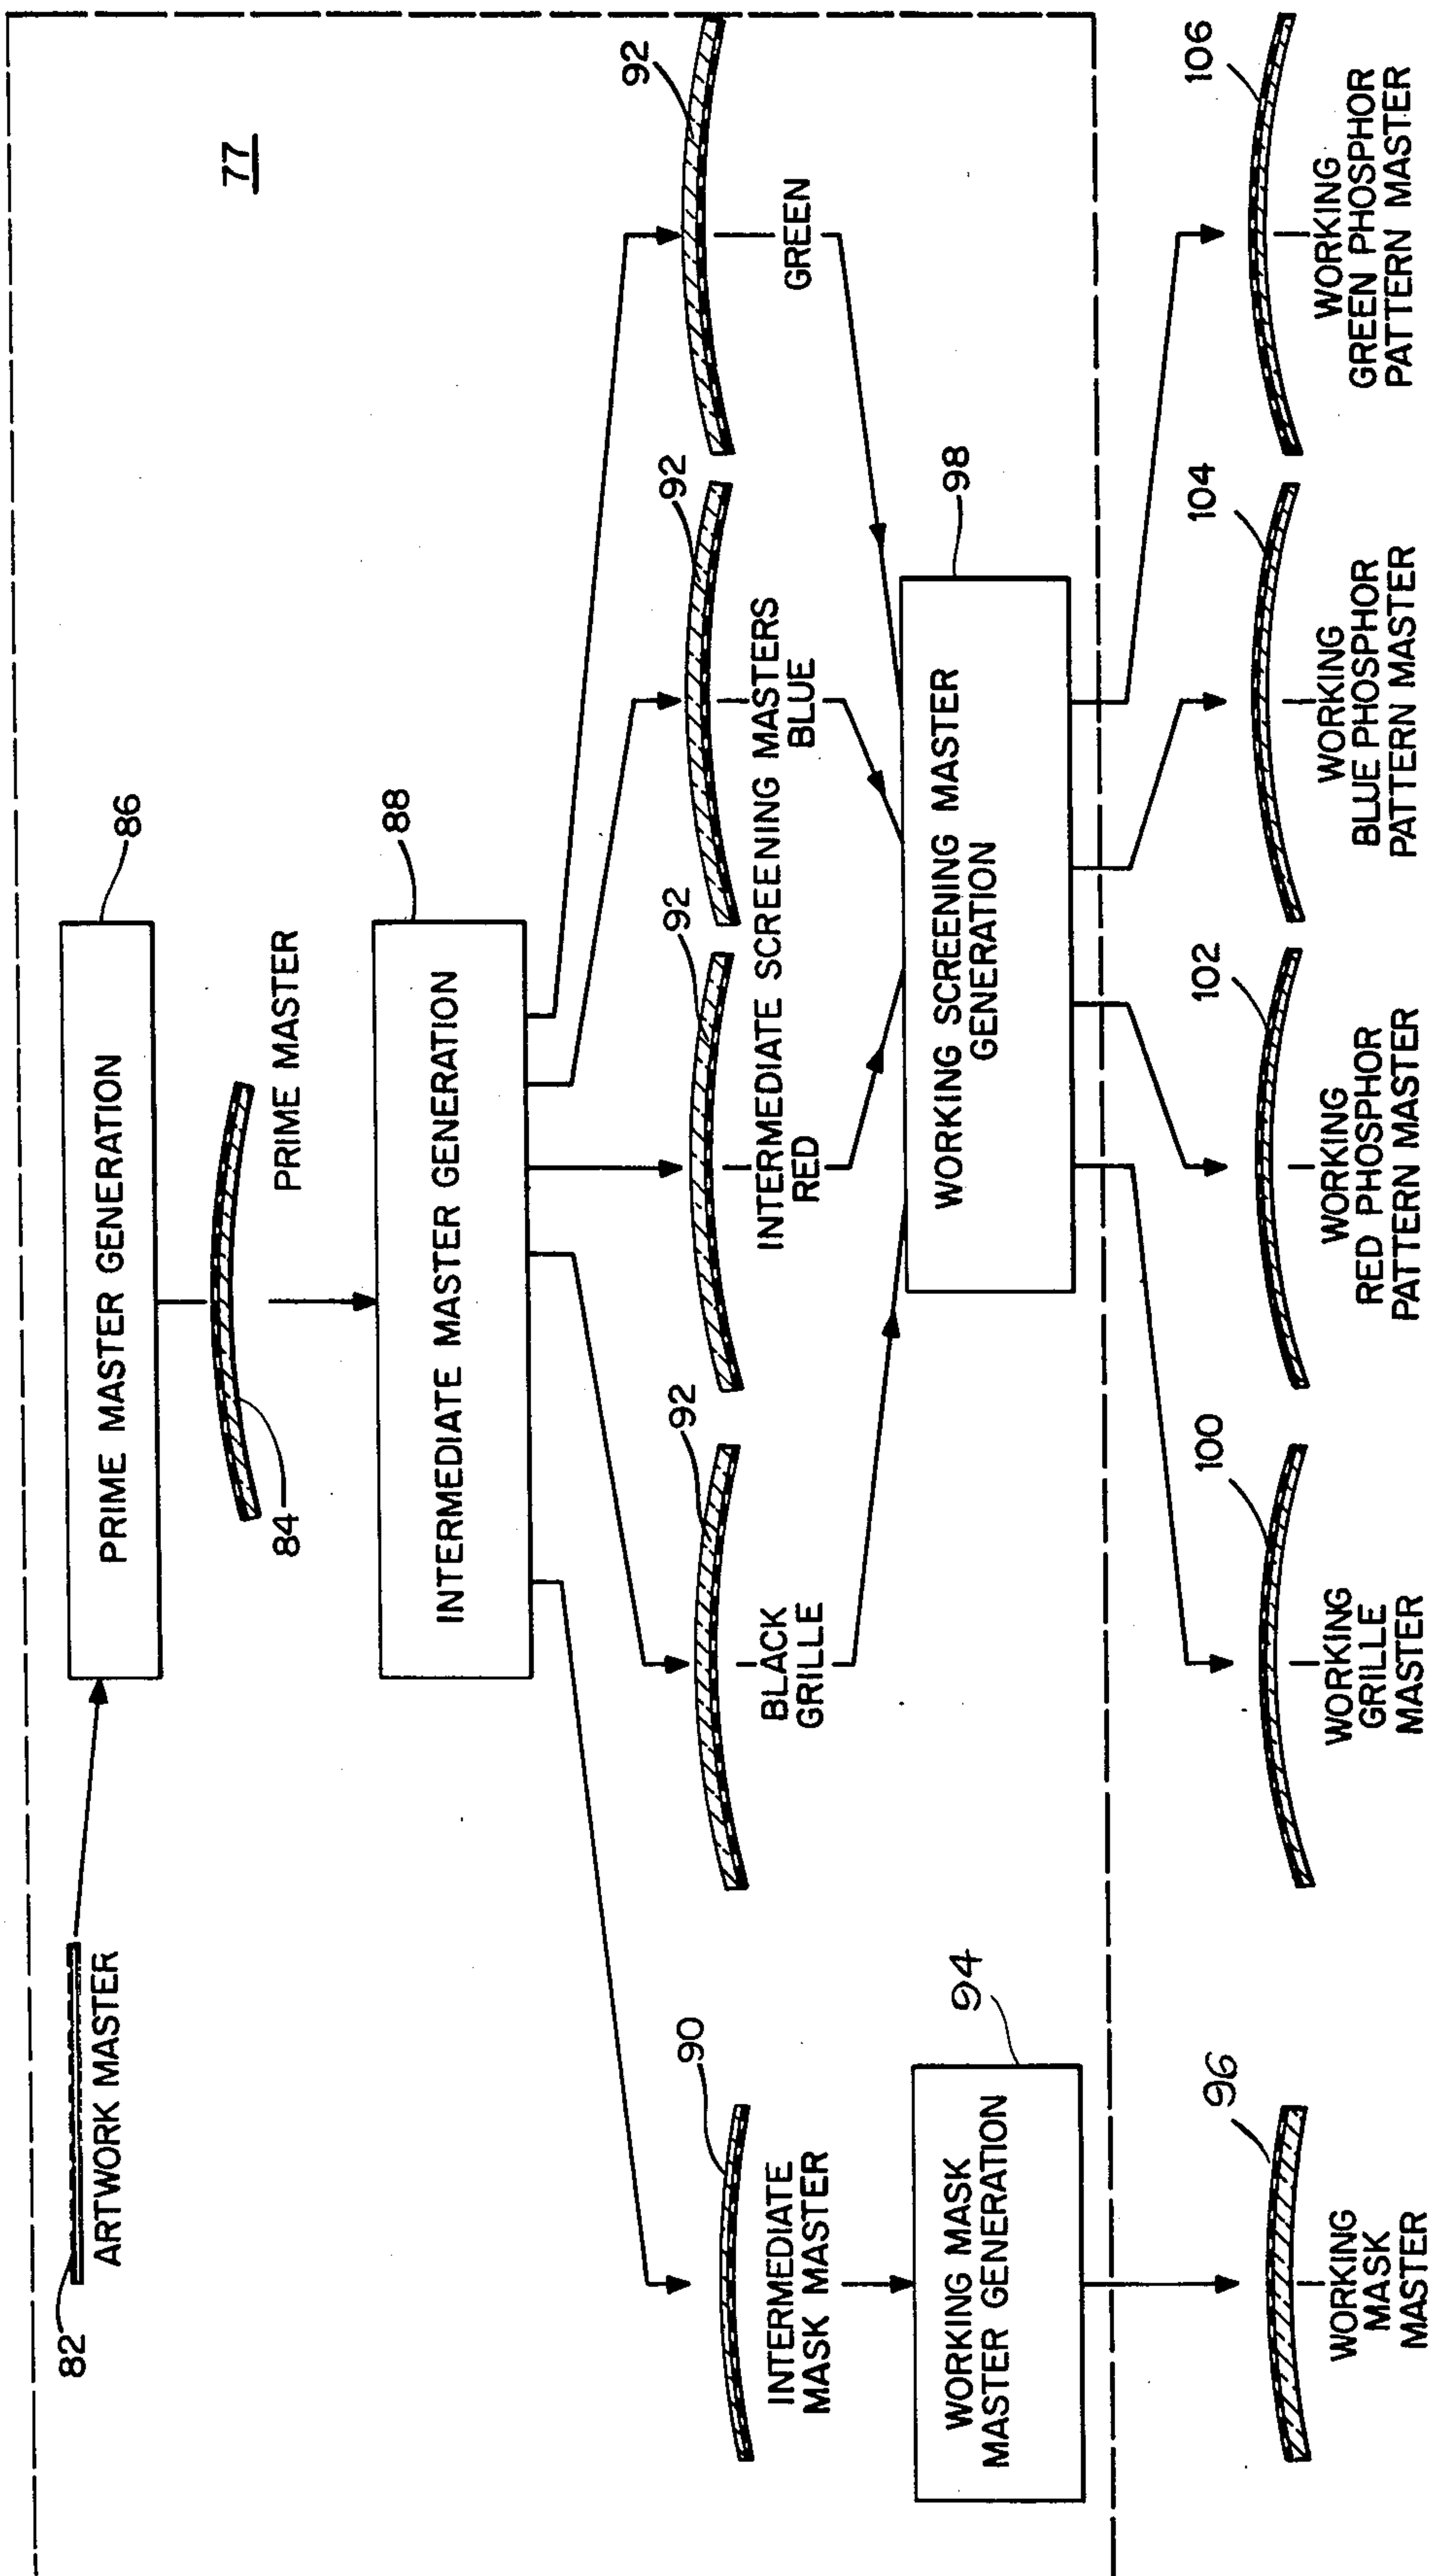 77
82
ARTWORK MASTER
PRIME MASTER GENERATION
86
84
PRIME MASTER
INTERMEDIATE MASTER GENERATION
88
90
92
92
92
92
INTERMEDIATE
MASK MASTER
BLACK
GRILLE
INTERMEDIATE SCREENING MASTERS
RED
BLUE
GREEN
WORKING MASK
MASTER GENERATION
94
WORKING SCREENING MASTER
GENERATION
98
96
100
102
104
106
WORKING
MASK
MASTER
WORKING
GRILLE
MASTER
WORKING
RED PHOSPHOR
PATTERN MASTER
WORKING
BLUE PHOSPHOR
PATTERN MASTER
WORKING
GREEN PHOSPHOR
PATTERN MASTER